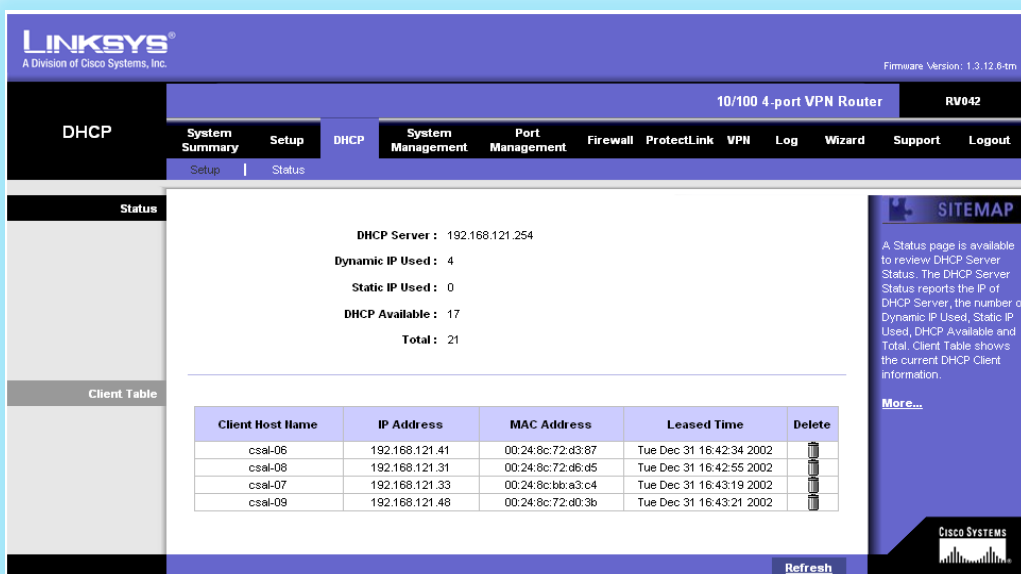 LINKSYS®
A Division of Cisco Systems, Inc.
Firmware Version: 1.3.12.6-tm
10/100 4-port VPN Router RV042
DHCP
System Summary Setup DHCP System Management Port Management Firewall ProtectLink VPN Log Wizard Support Logout
Setup | Status
Status
DHCP Server : 192.168.121.254
Dynamic IP Used : 4
Static IP Used : 0
DHCP Available : 17
Total : 21
SITEMAP
A Status page is available
to review DHCP Server
Status. The DHCP Server
Status reports the IP of
DHCP Server, the number
Dynamic IP Used, Static IP
Used, DHCP Available and
Total. Client Table shows
the current DHCP Client
information.
More...
Client Table
Client Host Name IP Address MAC Address Leased Time Delete
csal-06 192.168.121.41 00:24:8c:72:d3:87 Tue Dec 31 16:42:34 2002
csal-08 192.168.121.31 00:24:8c:72:d6:d5 Tue Dec 31 16:42:55 2002
csal-07 192.168.121.33 00:24:8c:bb:a3:c4 Tue Dec 31 16:43:19 2002
csal-09 192.168.121.48 00:24:8c:72:d0:3b Tue Dec 31 16:43:21 2002
Refresh
CISCO SYSTEMS